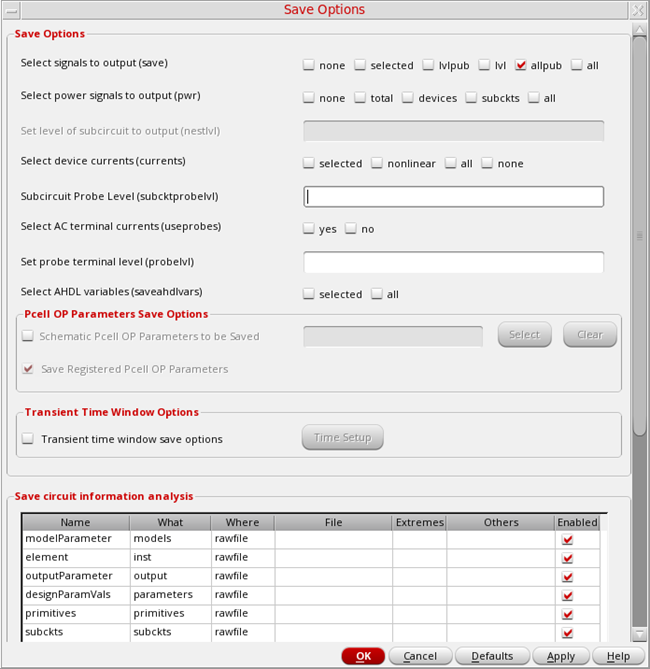 Save Options
Save Options
Select signals to output (save) none selected lvlpub lvl allpub all
Select power signals to output (pwr) none total devices subckts all
Set level of subcircuit to output (nestlvl)
Select device currents (currents) selected nonlinear all none
Subcircuit Probe Level (subcktprobelvl)
Select AC terminal currents (useprobes) yes no
Set probe terminal level (probelvl)
Select AHDL variables (saveahdlvars) selected all
Pcell OP Parameters Save Options
Schematic Pcell OP Parameters to be Saved Select Clear
Save Registered Pcell OP Parameters
Transient Time Window Options
Transient time window save options Time Setup
Save circuit information analysis
Name What Where File Extremes Others Enabled
modelParameter models rawfile
element inst rawfile
outputParameter output rawfile
designParamVals parameters rawfile
primitives primitives rawfile
subckts subckts rawfile
OK Cancel Defaults Apply Help